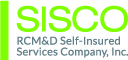 SISCO
RCM&D Self-Insured
Services Company, Inc.